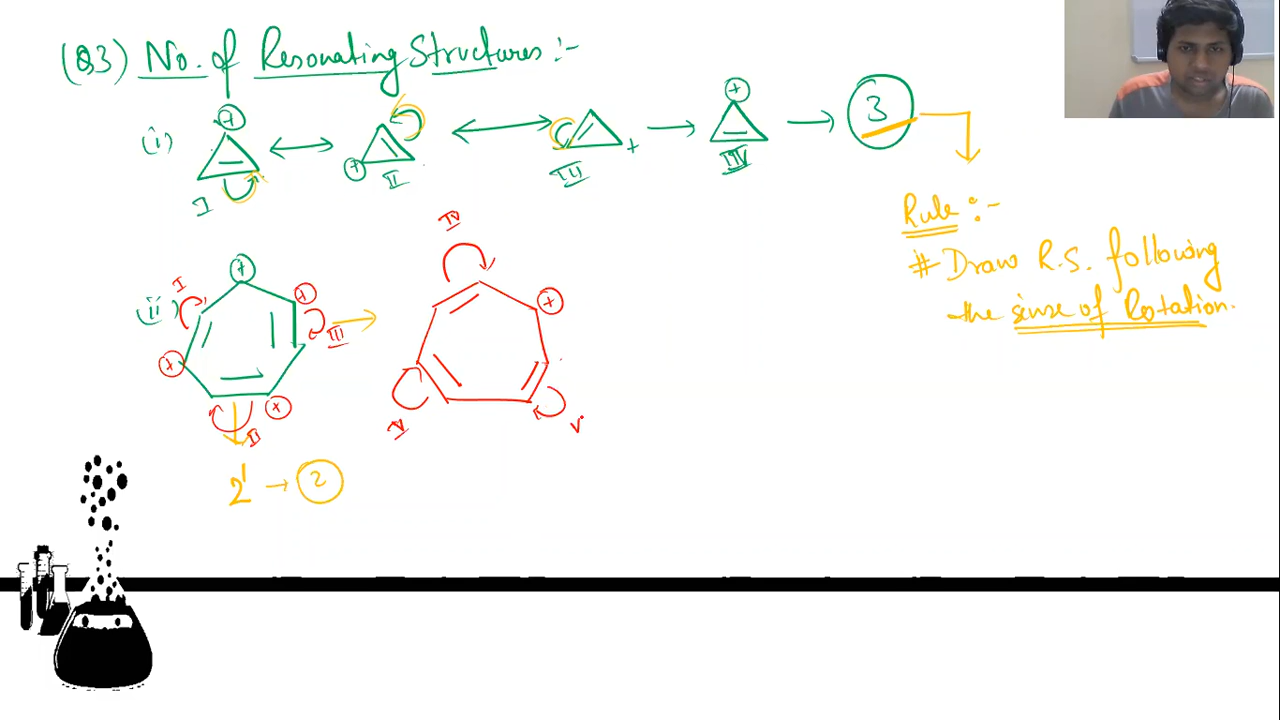 (Q3) No. of Resonating Structures :-
(i) + ⟷ + ⟷ + → + → 3
I II III IV
Rule :-
# Draw R.S. following
the sense of Rotation.
(ii) + + + + → +
I II III
IV V
2' → 2